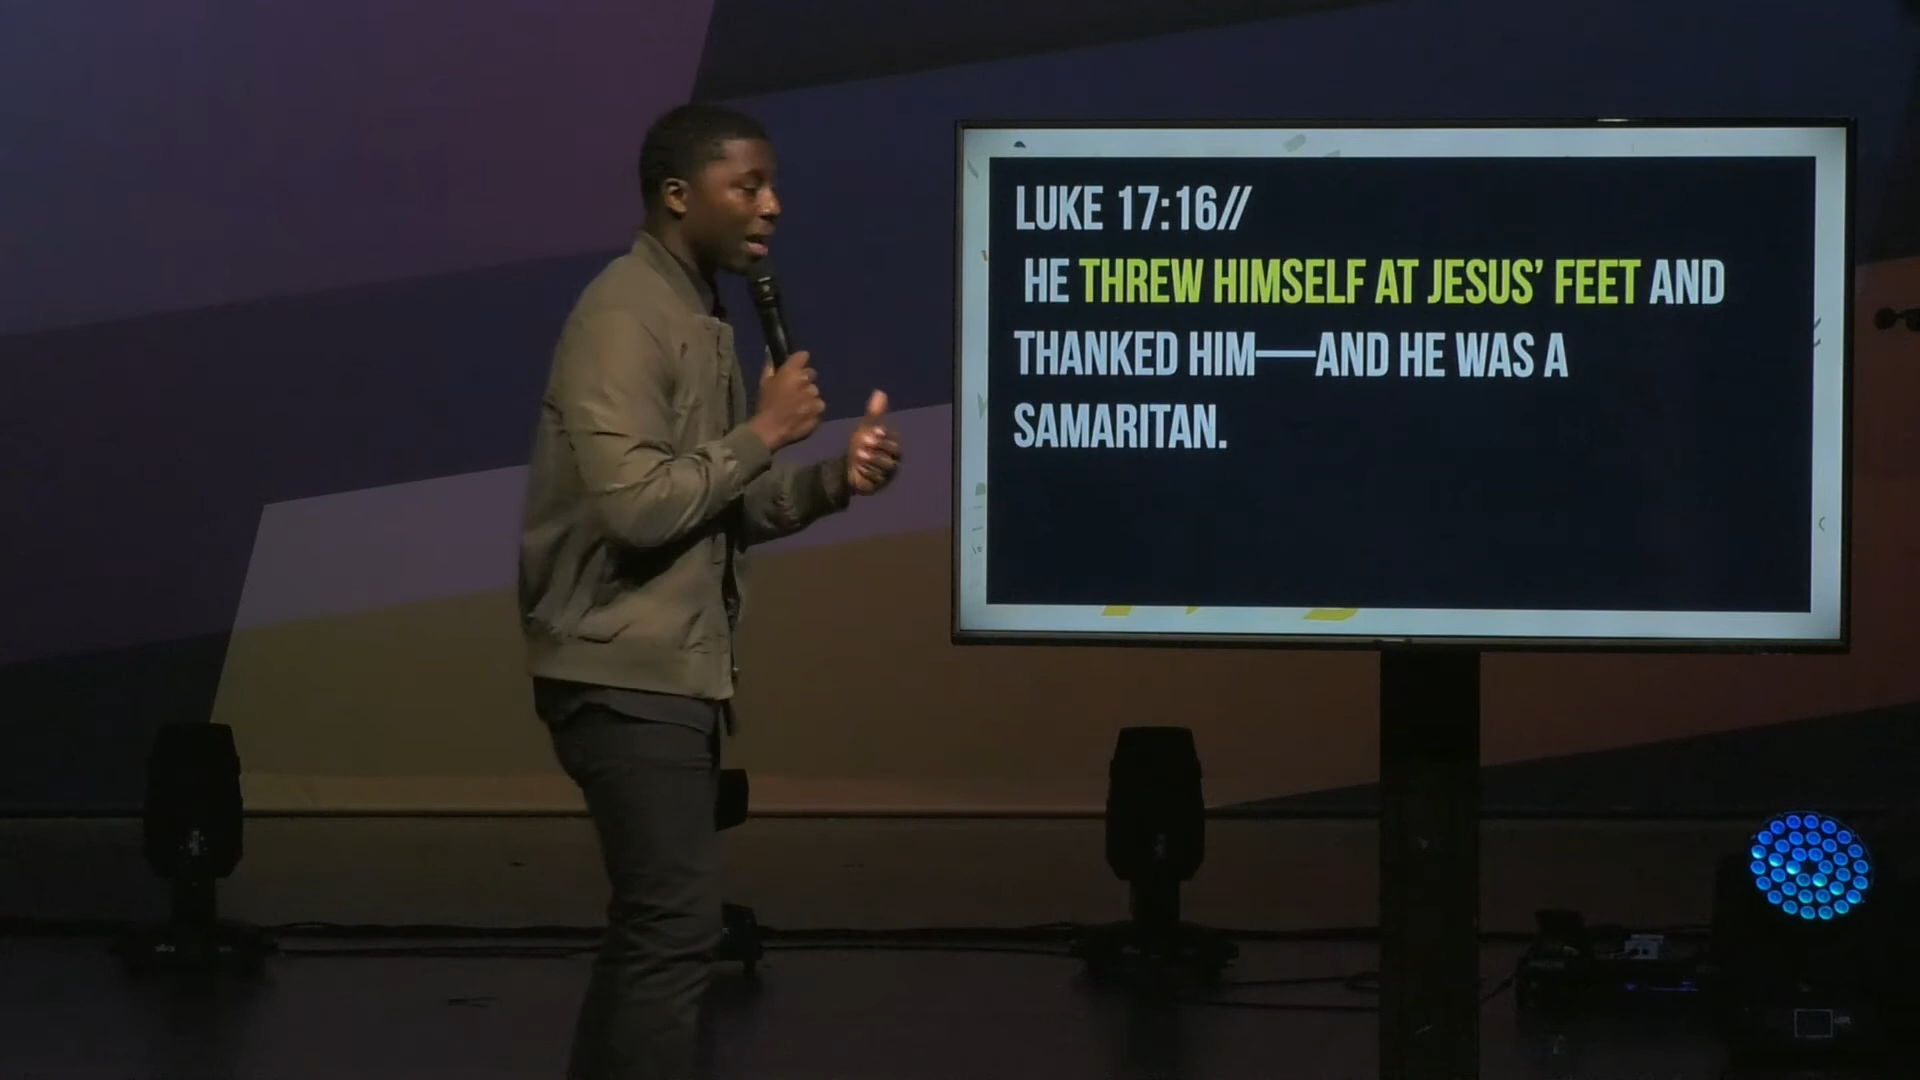 LUKE 17:16//
HE THREW HIMSELF AT JESUS’ FEET AND
THANKED HIM—AND HE WAS A
SAMARITAN.